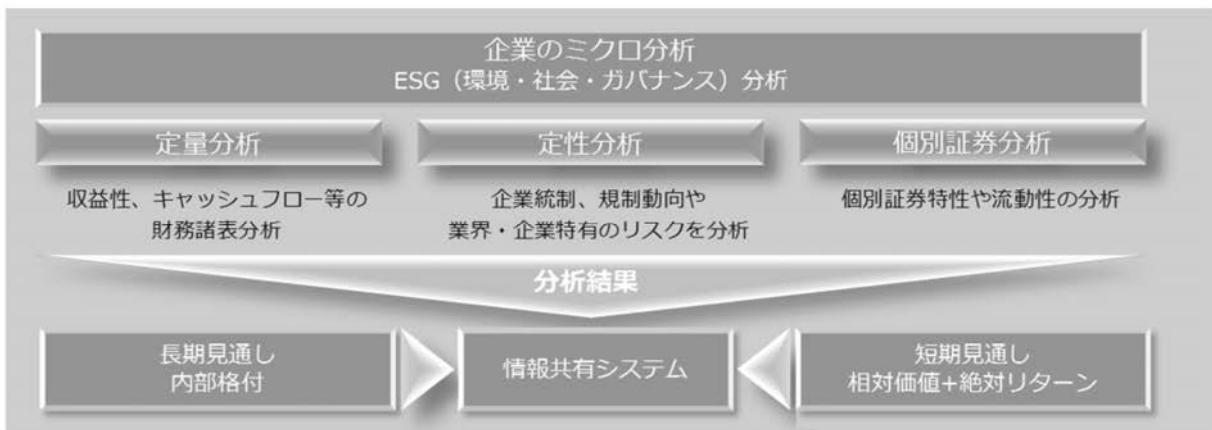 企業のミクロ分析
ESG（環境・社会・ガバナンス）分析
定量分析
収益性、キャッシュフロー等の
財務諸表分析
定性分析
企業統制、規制動向や
業界・企業特有のリスクを分析
個別証券分析
個別証券特性や流動性の分析
分析結果
長期見通し
内部格付
情報共有システム
短期見通し
相対価値+絶対リターン